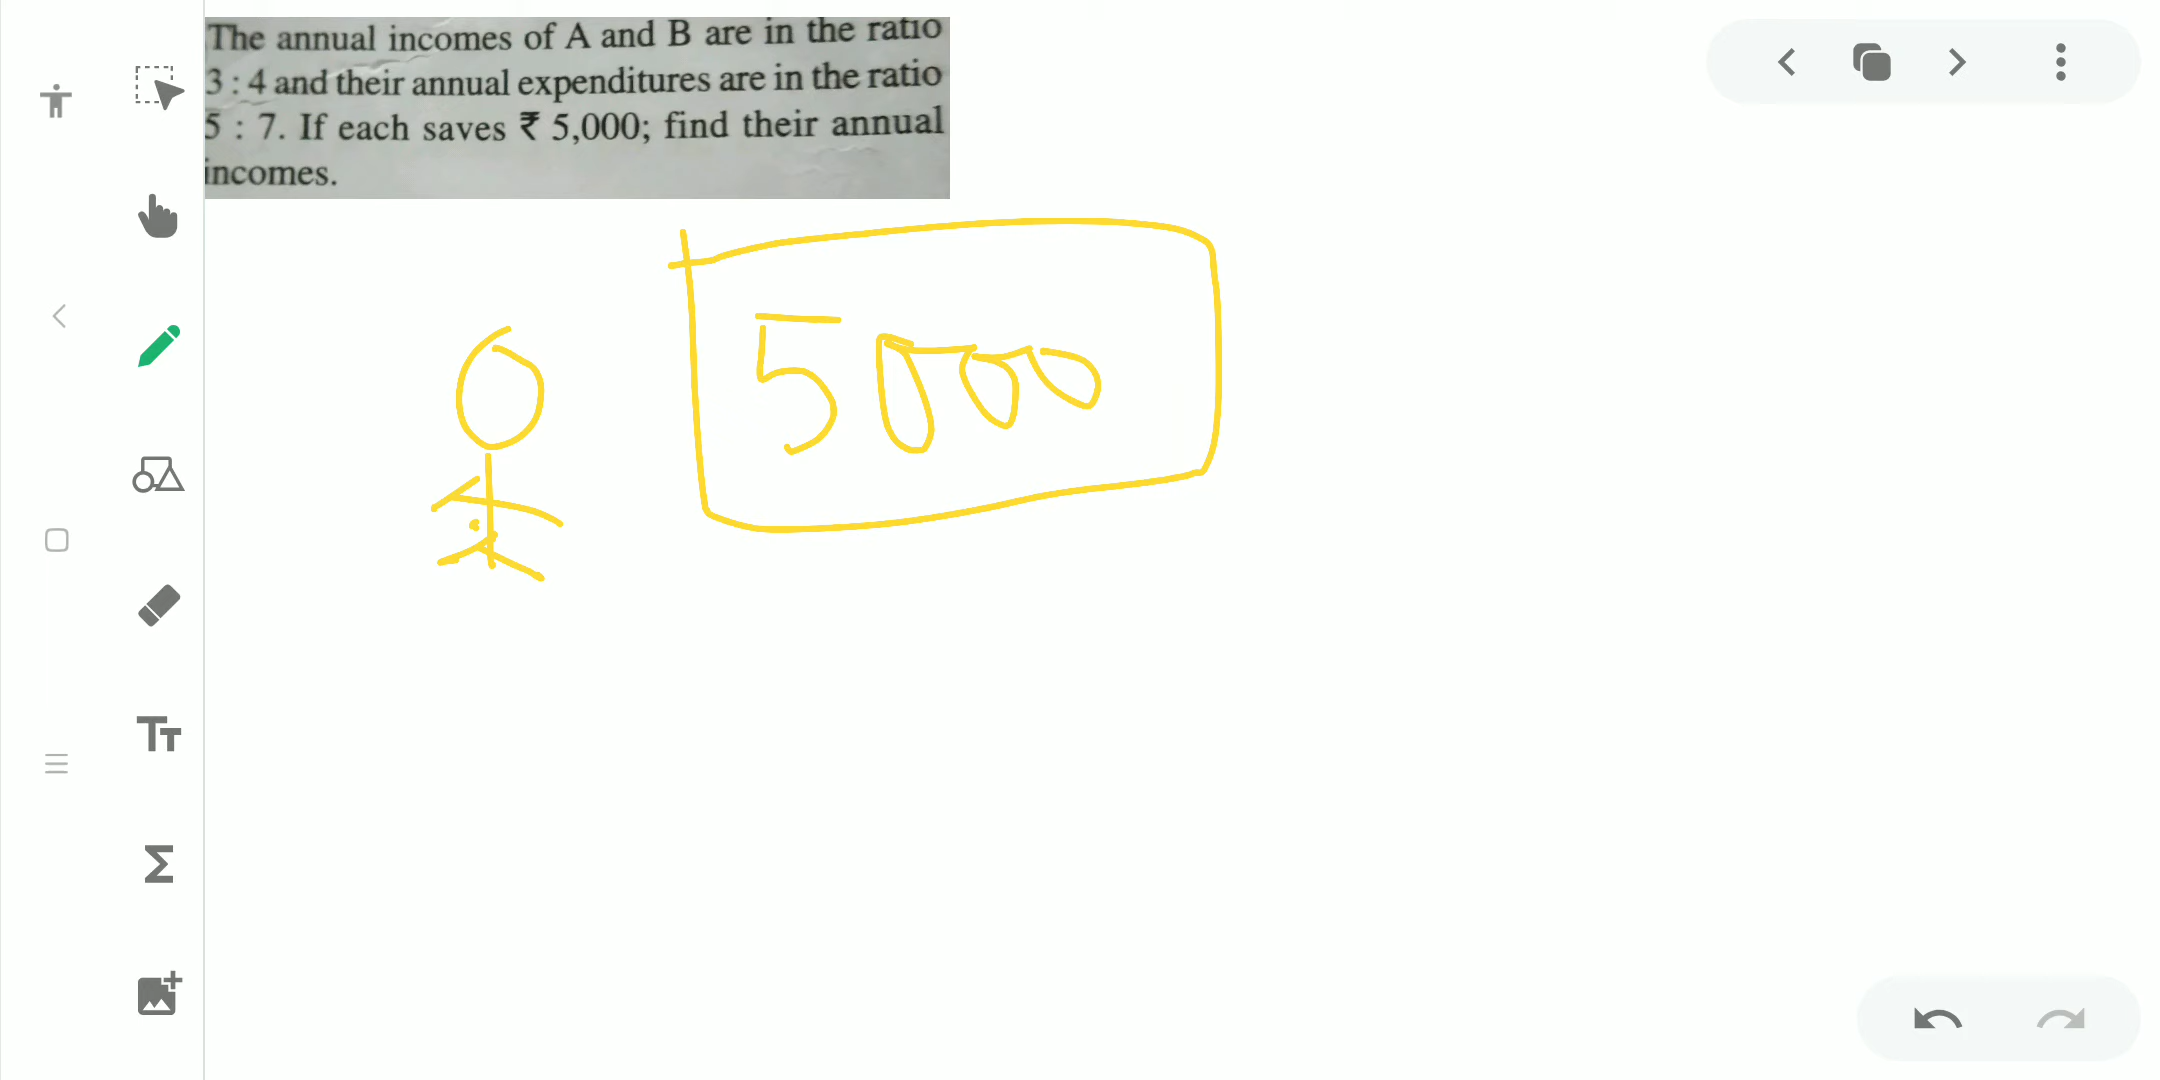 The annual incomes of A and B are in the ratio
3 : 4 and their annual expenditures are in the ratio
5 : 7. If each saves ₹ 5,000; find their annual
incomes.
5000
Tт
Σ